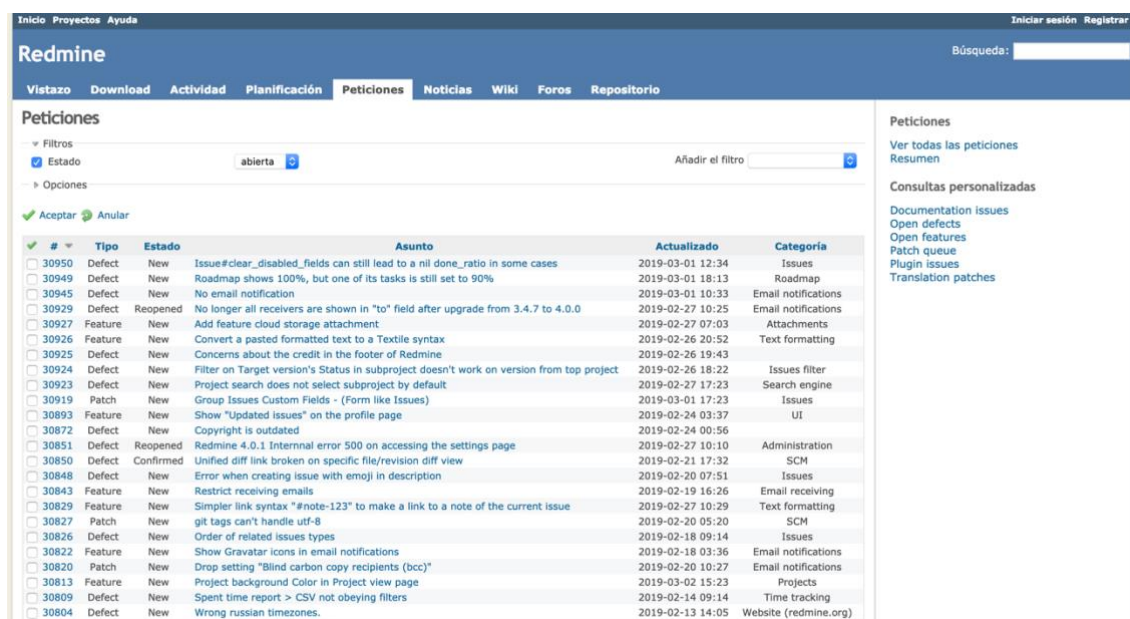 Inicio Proyectos Ayuda Iniciar sesión Registrar
Redmine Búsqueda:
Vistazo Download Actividad Planificación Peticiones Noticias Wiki Foros Repositorio
Peticiones
Filtros
Estado abierta Añadir el filtro
Opciones
Aceptar Anular
# Tipo Estado Asunto Actualizado Categoría
30950 Defect New Issue#clear_disabled_fields can still lead to a nil done_ratio in some cases 2019-03-01 12:34 Issues
30949 Defect New Roadmap shows 100%, but one of its tasks is still set to 90% 2019-03-01 18:13 Roadmap
30945 Defect New No email notification 2019-03-01 10:33 Email notifications
30929 Defect Reopened No longer all receivers are shown in "to" field after upgrade from 3.4.7 to 4.0.0 2019-02-27 10:25 Email notifications
30927 Feature New Add feature cloud storage attachment 2019-02-27 07:03 Attachments
30926 Feature New Convert a pasted formatted text to a Textile syntax 2019-02-26 20:52 Text formatting
30925 Defect New Concerns about the credit in the footer of Redmine 2019-02-26 19:43
30924 Defect New Filter on Target version's Status in subproject doesn't work on version from top project 2019-02-26 18:22 Issues filter
30923 Defect New Project search does not select subproject by default 2019-02-27 17:23 Search engine
30919 Patch New Group Issues Custom Fields - (Form like Issues) 2019-03-01 17:23 Issues
30893 Feature New Show "Updated issues" on the profile page 2019-02-24 03:37 UI
30872 Defect New Copyright is outdated 2019-02-24 00:56
30851 Defect Reopened Redmine 4.0.1 Internnal error 500 on accessing the settings page 2019-02-27 10:10 Administration
30850 Defect Confirmed Unified diff link broken on specific file/revision diff view 2019-02-21 17:32 SCM
30848 Defect New Error when creating issue with emoji in description 2019-02-20 07:51 Issues
30843 Feature New Restrict receiving emails 2019-02-19 16:26 Email receiving
30829 Feature New Simpler link syntax "#note-123" to make a link to a note of the current issue 2019-02-27 10:29 Text formatting
30827 Patch New git tags can't handle utf-8 2019-02-20 05:20 SCM
30826 Defect New Order of related issues types 2019-02-18 09:14 Issues
30822 Feature New Show Gravatar icons in email notifications 2019-02-18 03:36 Email notifications
30820 Patch New Drop setting "Blind carbon copy recipients (bcc)" 2019-02-20 10:27 Email notifications
30813 Feature New Project background Color in Project view page 2019-03-02 15:23 Projects
30809 Defect New Spent time report > CSV not obeying filters 2019-02-14 09:14 Time tracking
30804 Defect New Wrong russian timezones. 2019-02-13 14:05 Website (redmine.org)
Peticiones
Ver todas las peticiones
Resumen
Consultas personalizadas
Documentation issues
Open defects
Open features
Patch queue
Plugin issues
Translation patches